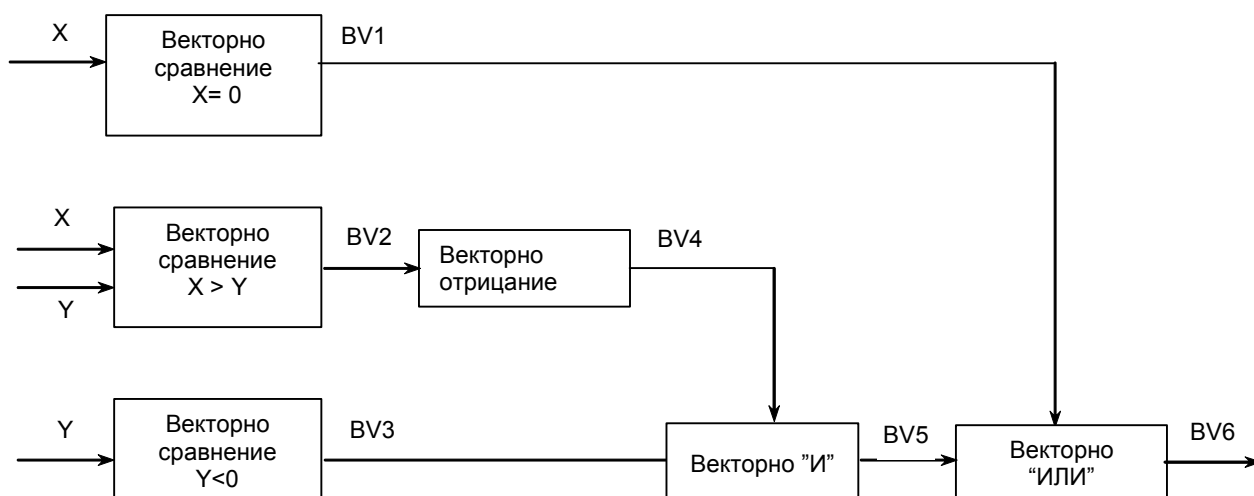 X
Векторно
сравнение
X= 0
BV1
X
Y
Векторно
сравнение
X > Y
BV2
Векторно
отрицание
BV4
Y
Векторно
сравнение
Y<0
BV3
Векторно ”И”
BV5
Векторно
“ИЛИ”
BV6